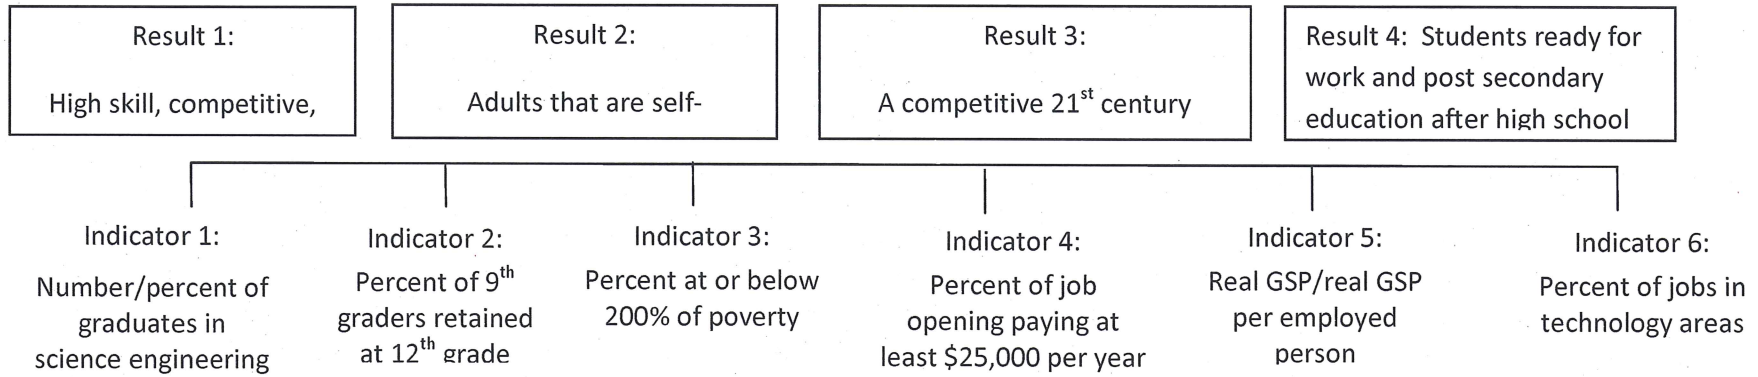 Result 1:
High skill, competitive,
Result 2:
Adults that are self-
Result 3:
A competitive 21st century
Result 4:  Students ready for
work and post secondary
education after high school
Indicator 1:
Number/percent of
graduates in
science engineering
Indicator 2:
Percent of 9th
graders retained
at 12th grade
Indicator 3:
Percent at or below
200% of poverty
Indicator 4:
Percent of job
opening paying at
least $25,000 per year
Indicator 5:
Real GSP/real GSP
per employed
person
Indicator 6:
Percent of jobs in
technology areas